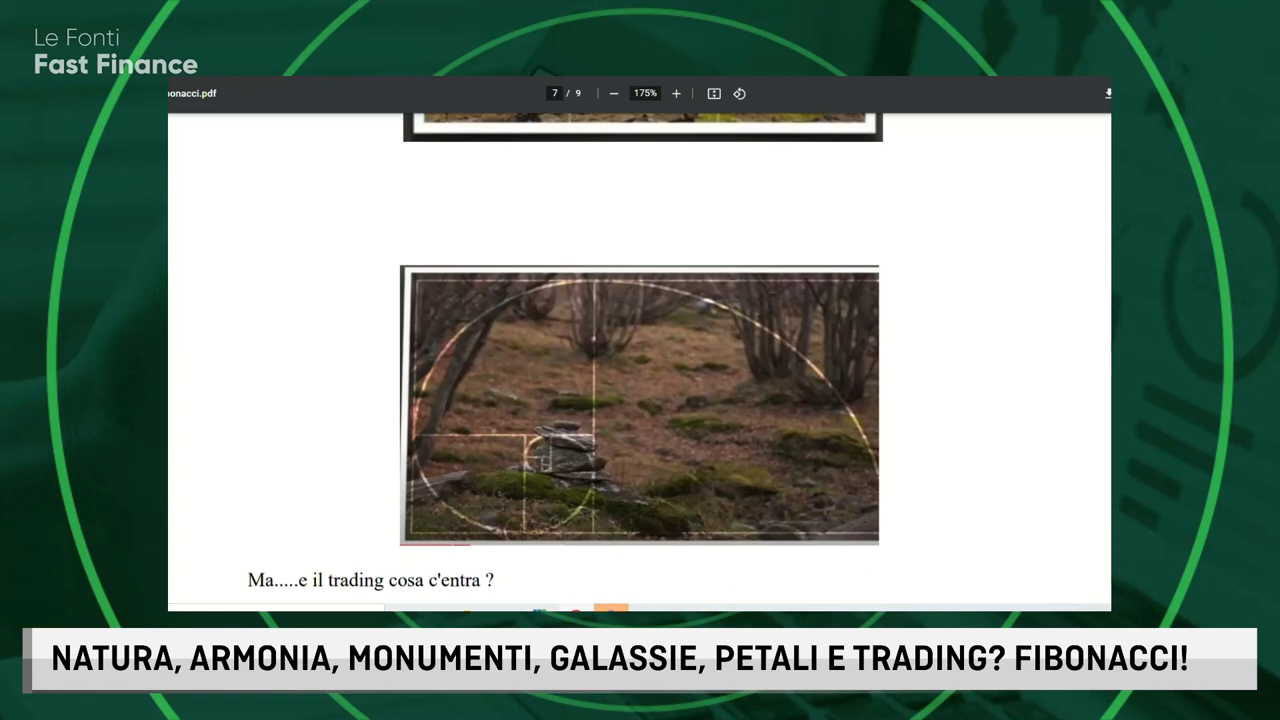 Le Fonti
Fast Finance
onacci.pdf
7 / 9
175%
Ma.....e il trading cosa c'entra ?
NATURA, ARMONIA, MONUMENTI, GALASSIE, PETALI E TRADING? FIBONACCI!